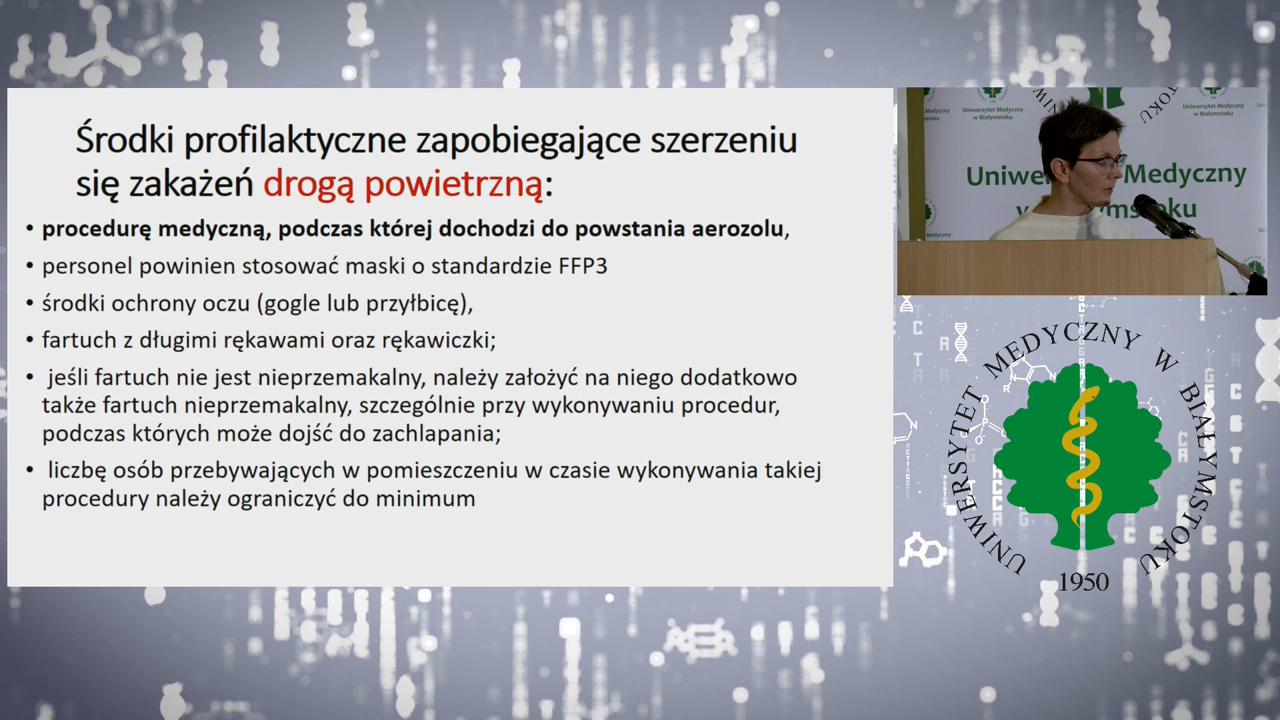 Środki profilaktyczne zapobiegające szerzeniu
się zakażeń drogą powietrzną:
• procedurę medyczną, podczas której dochodzi do powstania aerozolu,
• personel powinien stosować maski o standardzie FFP3
• środki ochrony oczu (gogle lub przyłbicę),
• fartuch z długimi rękawami oraz rękawiczki;
• jeśli fartuch nie jest nieprzemakalny, należy założyć na niego dodatkowo
także fartuch nieprzemakalny, szczególnie przy wykonywaniu procedur,
podczas których może dojść do zachlapania;
• liczbę osób przebywających w pomieszczeniu w czasie wykonywania takiej
procedury należy ograniczyć do minimum
Uniwersytet Medyczny
w Białymstoku
Uniwersytet Medyczny
w Białymstoku
Medyczny
UNIWERSYTET MEDYCZNY W BIAŁYMSTOKU
1950